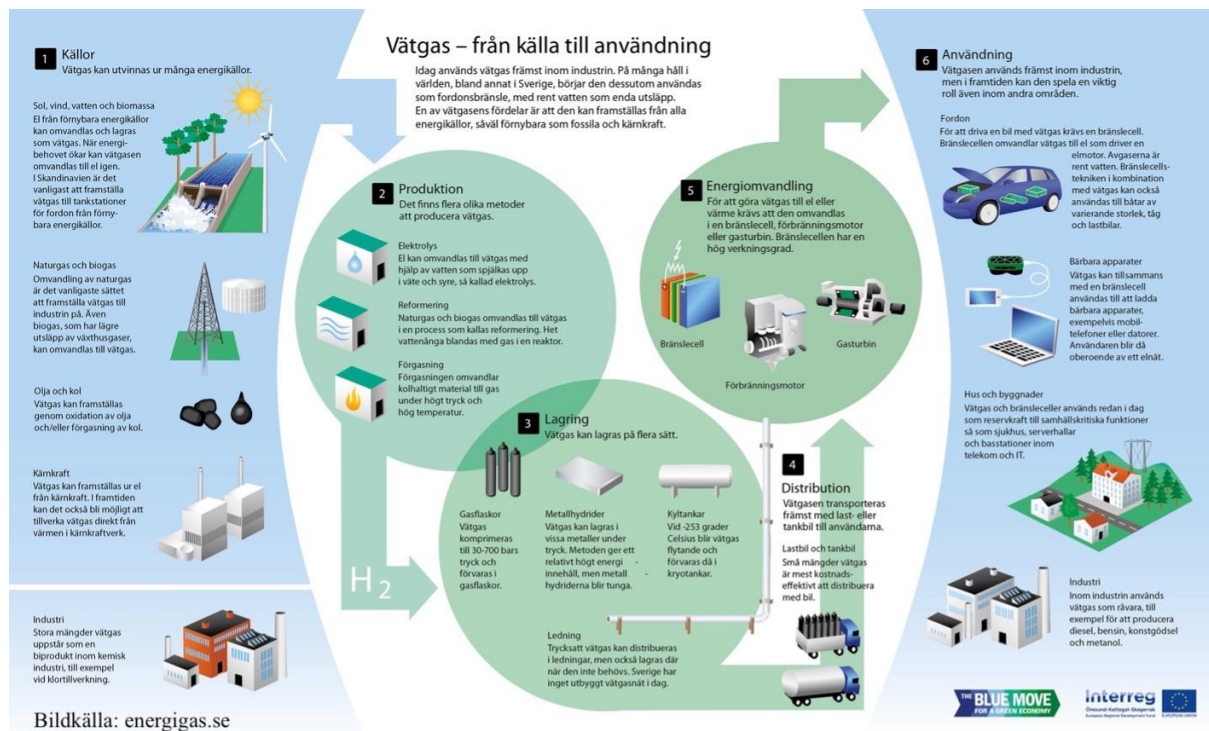 Vätgas – från källa till användning
Idag används vätgas främst inom industrin. På många håll i
världen, bland annat i Sverige, börjar den dessutom användas
som fordonsbränsle, med rent vatten som enda utsläpp.
En av vätgasens fördelar är att den kan framställas från alla
energikällor, såväl förnybara som fossila och kärnkraft.
1 Källor
Vätgas kan utvinnas ur många energikällor.
Sol, vind, vatten och biomassa
El från förnybara energikällor
kan omvandlas och lagras
som vätgas. När energi-
behovet ökar kan vätgasen
omvandlas till el igen.
I Skandinavien är det
vanligast att framställa
vätgas till tankstationer
för fordon från förny-
bara energikällor.
Naturgas och biogas
Omvandling av naturgas
är det vanligaste sättet
att framställa vätgas till
industrin på. Även
biogas, som har lägre
utsläpp av växthusgaser,
kan omvandlas till vätgas.
Olja och kol
Vätgas kan framställas
genom oxidation av olja
och/eller förgasning av kol.
Kärnkraft
Vätgas kan framställas ur el
från kärnkraft. I framtiden
kan det också bli möjligt att
tillverka vätgas direkt från
värmen i kärnkraftverk.
Industri
Stora mängder vätgas
uppstår som en
biprodukt inom kemisk
industri, till exempel
vid klortillverkning.
2 Produktion
Det finns flera olika metoder
att producera vätgas.
Elektrolys
El kan omvandlas till vätgas med
hjälp av vatten som spjälkas upp
i väte och syre, så kallad elektrolys.
Reformering
Naturgas och biogas omvandlas till vätgas
i en process som kallas reformering. Het
vattenånga blandas med gas i en reaktor.
Förgasning
Förgasningen omvandlar
kolhaltigt material till gas
under högt tryck och
hög temperatur.
H2
3 Lagring
Vätgas kan lagras på flera sätt.
Gasflaskor
Vätgas
komprimeras
till 30-700 bars
tryck och
förvaras i
gasflaskor.
Metallhydrider
Vätgas kan lagras i
vissa metaller under
tryck. Metoden ger ett
relativt högt energi -
innehåll, men metall -
hydriderna blir tunga.
Kyltankar
Vid -253 grader
Celsius blir vätgas
flytande och
förvaras då i
kryotankar.
Ledning
Trycksatt vätgas kan distribueras
i ledningar, men också lagras där
när den inte behövs. Sverige har
inget utbyggt vätgasnät i dag.
4
Distribution
Vätgasen transporteras
främst med last- eller
tankbil till användarna.
Lastbil och tankbil
Små mängder vätgas
är mest kostnads-
effektivt att distribuera
med bil.
5 Energiomvandling
För att göra vätgas till el eller
värme krävs att den omvandlas
i en bränslecell, förbränningsmotor
eller gasturbin. Bränslecellen har en
hög verkningsgrad.
Bränslecell
Förbränningsmotor
Gasturbin
6 Användning
Vätgasen används främst inom industrin,
men i framtiden kan den spela en viktig
roll även inom andra områden.
Fordon
För att driva en bil med vätgas krävs en bränslecell.
Bränslecellen omvandlar vätgas till el som driver en
elmotor. Avgaserna är
rent vatten. Bränslecells-
tekniken i kombination
med vätgas kan också
användas till båtar av
varierande storlek, tåg
och lastbilar.
Bärbara apparater
Vätgas kan tillsammans
med en bränslecell
användas till att ladda
bärbara apparater,
exempelvis mobil-
telefoner eller datorer.
Användaren blir då
oberoende av ett elnät.
Hus och byggnader
Vätgas och bränsleceller används redan i dag
som reservkraft till samhällskritiska funktioner
så som sjukhus, serverhallar
och basstationer inom
telekom och IT.
Industri
Inom industrin används
vätgas som råvara, till
exempel för att producera
diesel, bensin, konstgödsel
och metanol.
THE BLUE MOVE
FOR A GREEN ECONOMY
Interreg
Öresund-Kattegat-Skagerrak
European Regional Development Fund
EUROPEAN UNION
Bildkälla: energigas.se